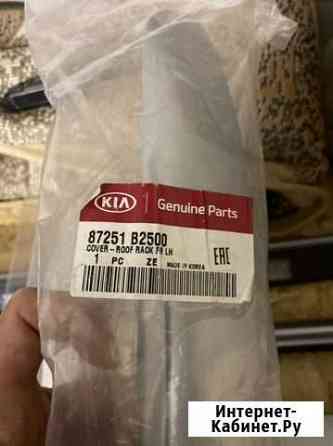 KIA Genuine Parts
87251 B2500
COVER-ROOF RACK FR LH
1 PC ZE MADE IN KOREA
EAC
Интернет-
Кабинет.Ру